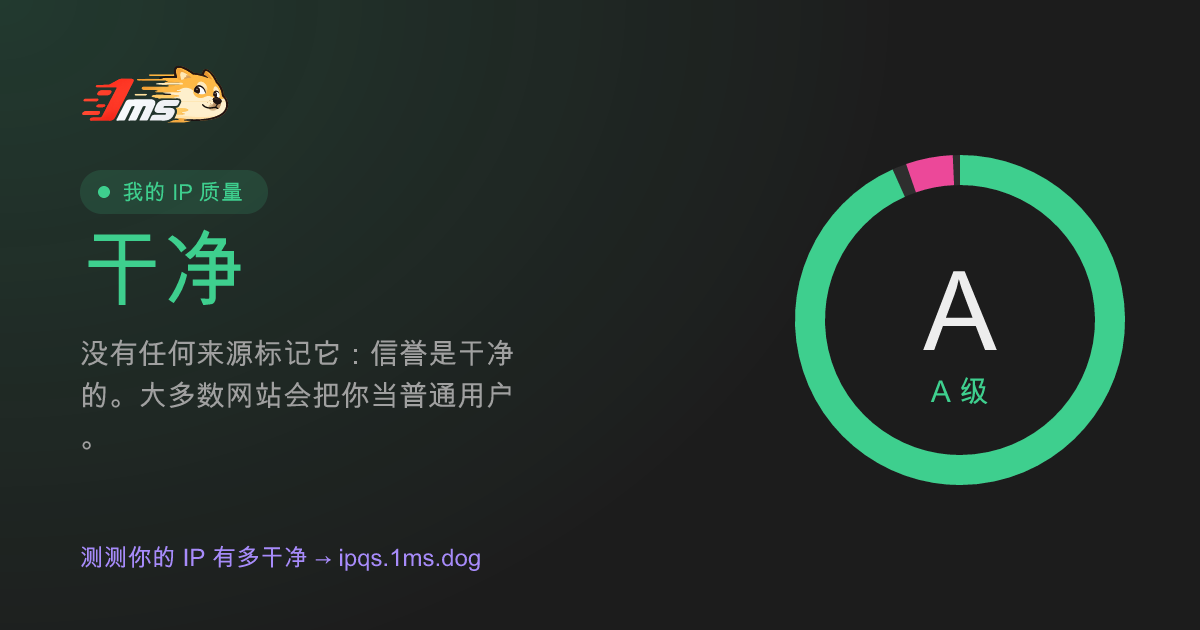 1ms
我的 IP 质量
干净
没有任何来源标记它：信誉是干净
的。大多数网站会把你当普通用户
。
A
A 级
测测你的 IP 有多干净 → ipqs.1ms.dog